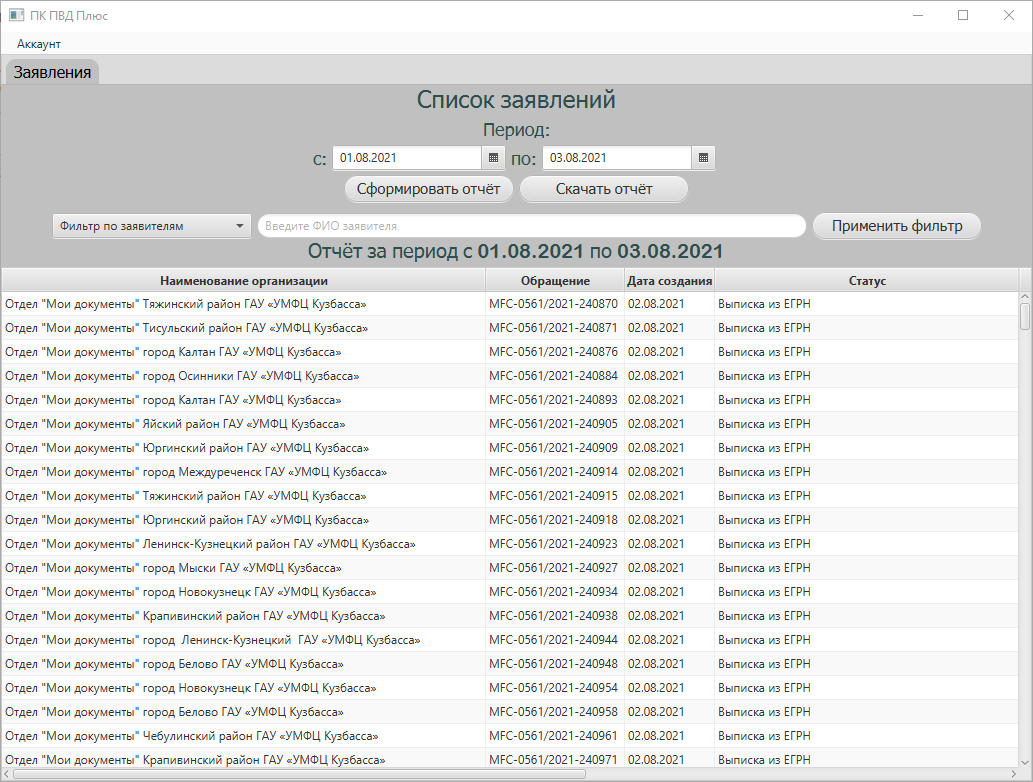 ПК ПВД Плюс
Аккаунт
Заявления
Список заявлений
Период:
с: 01.08.2021 по: 03.08.2021
Сформировать отчёт Скачать отчёт
Фильтр по заявителям Введите ФИО заявителя Применить фильтр
Отчёт за период с 01.08.2021 по 03.08.2021
Наименование организации Обращение Дата создания Статус
Отдел "Мои документы" Тяжинский район ГАУ «УМФЦ Кузбасса» MFC-0561/2021-240870 02.08.2021 Выписка из ЕГРН
Отдел "Мои документы" Тисульский район ГАУ «УМФЦ Кузбасса» MFC-0561/2021-240871 02.08.2021 Выписка из ЕГРН
Отдел "Мои документы" город Калтан ГАУ «УМФЦ Кузбасса» MFC-0561/2021-240876 02.08.2021 Выписка из ЕГРН
Отдел "Мои документы" город Осинники ГАУ «УМФЦ Кузбасса» MFC-0561/2021-240884 02.08.2021 Выписка из ЕГРН
Отдел "Мои документы" город Калтан ГАУ «УМФЦ Кузбасса» MFC-0561/2021-240893 02.08.2021 Выписка из ЕГРН
Отдел "Мои документы" Яйский район ГАУ «УМФЦ Кузбасса» MFC-0561/2021-240905 02.08.2021 Выписка из ЕГРН
Отдел "Мои документы" Юргинский район ГАУ «УМФЦ Кузбасса» MFC-0561/2021-240909 02.08.2021 Выписка из ЕГРН
Отдел "Мои документы" город Междуреченск ГАУ «УМФЦ Кузбасса» MFC-0561/2021-240914 02.08.2021 Выписка из ЕГРН
Отдел "Мои документы" Тяжинский район ГАУ «УМФЦ Кузбасса» MFC-0561/2021-240915 02.08.2021 Выписка из ЕГРН
Отдел "Мои документы" Юргинский район ГАУ «УМФЦ Кузбасса» MFC-0561/2021-240918 02.08.2021 Выписка из ЕГРН
Отдел "Мои документы" Ленинск-Кузнецкий район ГАУ «УМФЦ Кузбасса» MFC-0561/2021-240923 02.08.2021 Выписка из ЕГРН
Отдел "Мои документы" город Мыски ГАУ «УМФЦ Кузбасса» MFC-0561/2021-240927 02.08.2021 Выписка из ЕГРН
Отдел "Мои документы" город Новокузнецк ГАУ «УМФЦ Кузбасса» MFC-0561/2021-240934 02.08.2021 Выписка из ЕГРН
Отдел "Мои документы" Крапивинский район ГАУ «УМФЦ Кузбасса» MFC-0561/2021-240938 02.08.2021 Выписка из ЕГРН
Отдел "Мои документы" город  Ленинск-Кузнецкий  ГАУ «УМФЦ Кузбасса» MFC-0561/2021-240944 02.08.2021 Выписка из ЕГРН
Отдел "Мои документы" город Белово ГАУ «УМФЦ Кузбасса» MFC-0561/2021-240948 02.08.2021 Выписка из ЕГРН
Отдел "Мои документы" город Новокузнецк ГАУ «УМФЦ Кузбасса» MFC-0561/2021-240954 02.08.2021 Выписка из ЕГРН
Отдел "Мои документы" город Белово ГАУ «УМФЦ Кузбасса» MFC-0561/2021-240958 02.08.2021 Выписка из ЕГРН
Отдел "Мои документы" Чебулинский район ГАУ «УМФЦ Кузбасса» MFC-0561/2021-240961 02.08.2021 Выписка из ЕГРН
Отдел "Мои документы" Крапивинский район ГАУ «УМФЦ Кузбасса» MFC-0561/2021-240971 02.08.2021 Выписка из ЕГРН